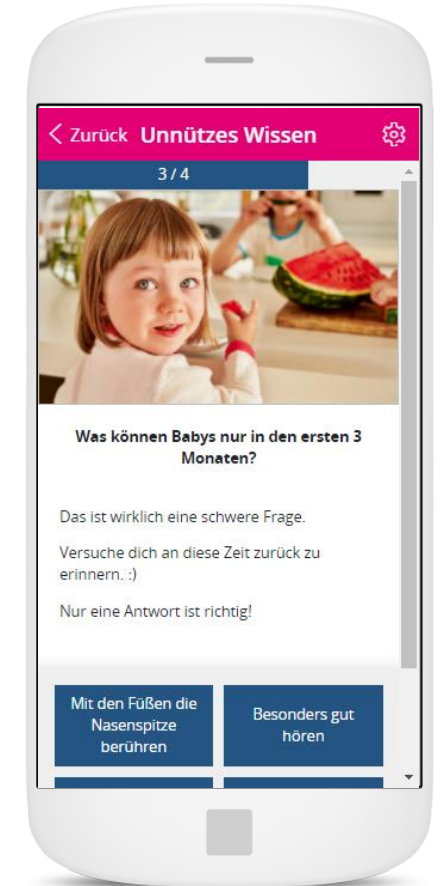 Zurück Unnützes Wissen
3 / 4
Was können Babys nur in den ersten 3
Monaten?
Das ist wirklich eine schwere Frage.
Versuche dich an diese Zeit zurück zu
erinnern. :)
Nur eine Antwort ist richtig!
Mit den Füßen die
Nasenspitze
berühren
Besonders gut
hören